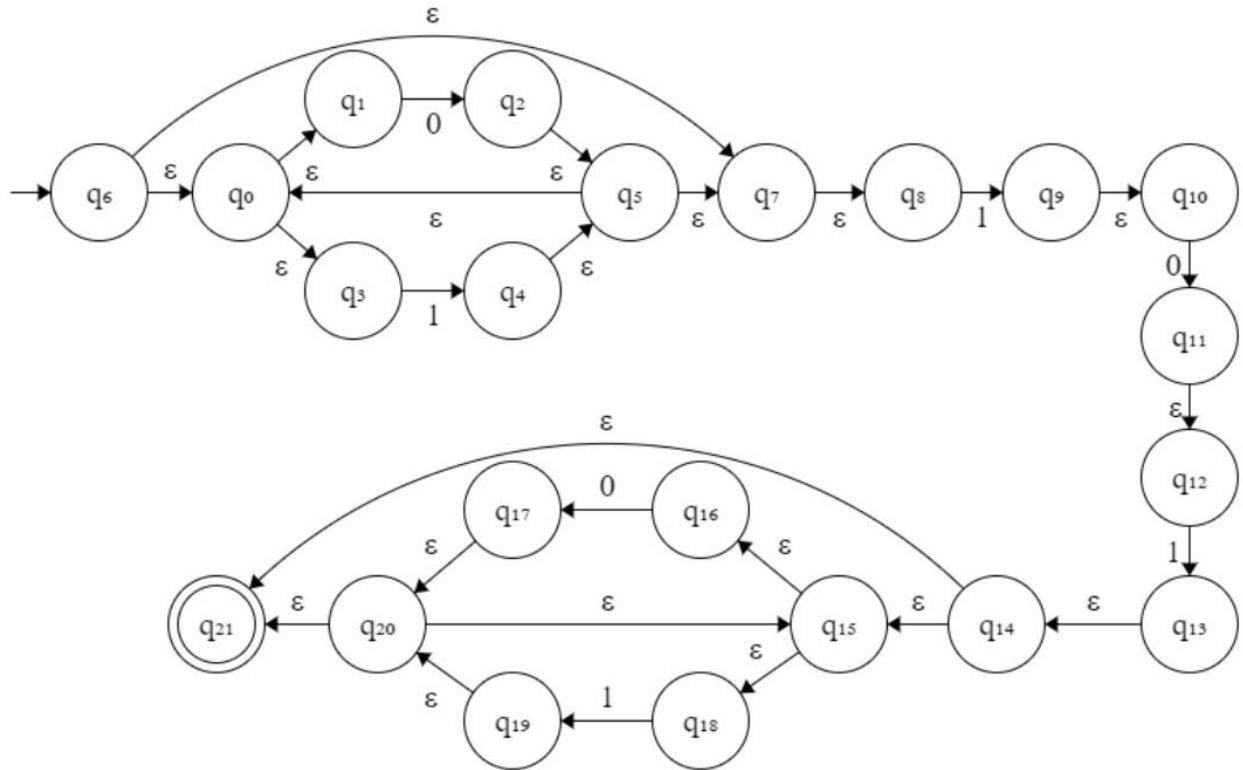 ε
q₁ 0 q₂
q₆ ε q₀ ε ε ε q₅ ε q₇ ε q₈ 1 q₉ ε q₁₀
ε q₃ 1 q₄ ε
0
q₁₁
ε
q₁₂
1
q₁₃
ε
q₁₇ 0 q₁₆
ε ε
q₂₁ ε q₂₀ ε q₁₅ ε q₁₄ ε
ε q₁₉ 1 q₁₈ ε